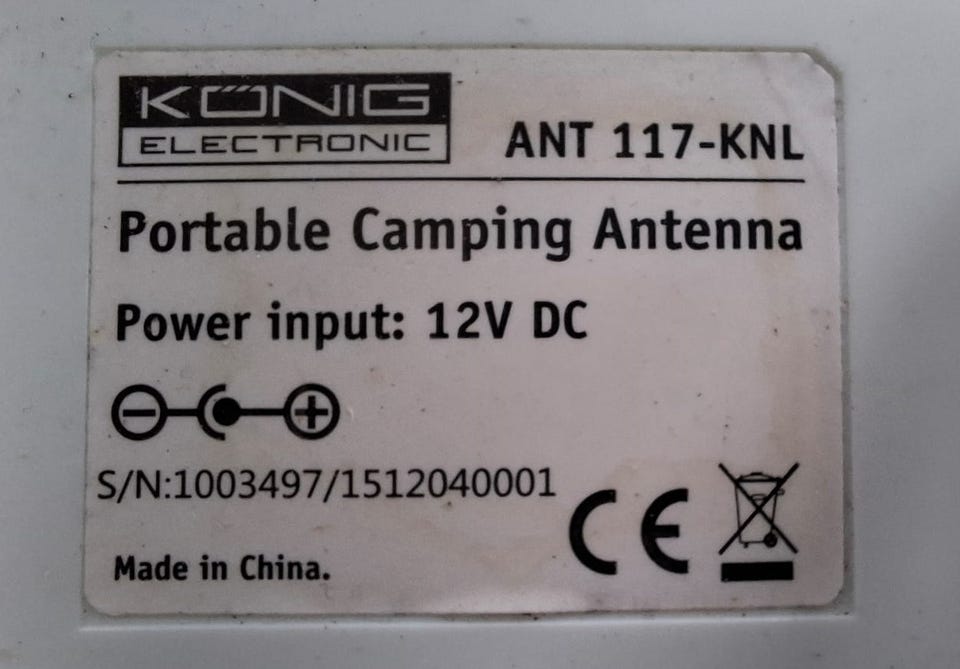 KÖNIG
ELECTRONIC
ANT 117-KNL
Portable Camping Antenna
Power input: 12V DC
S/N:1003497/1512040001
CE
Made in China.